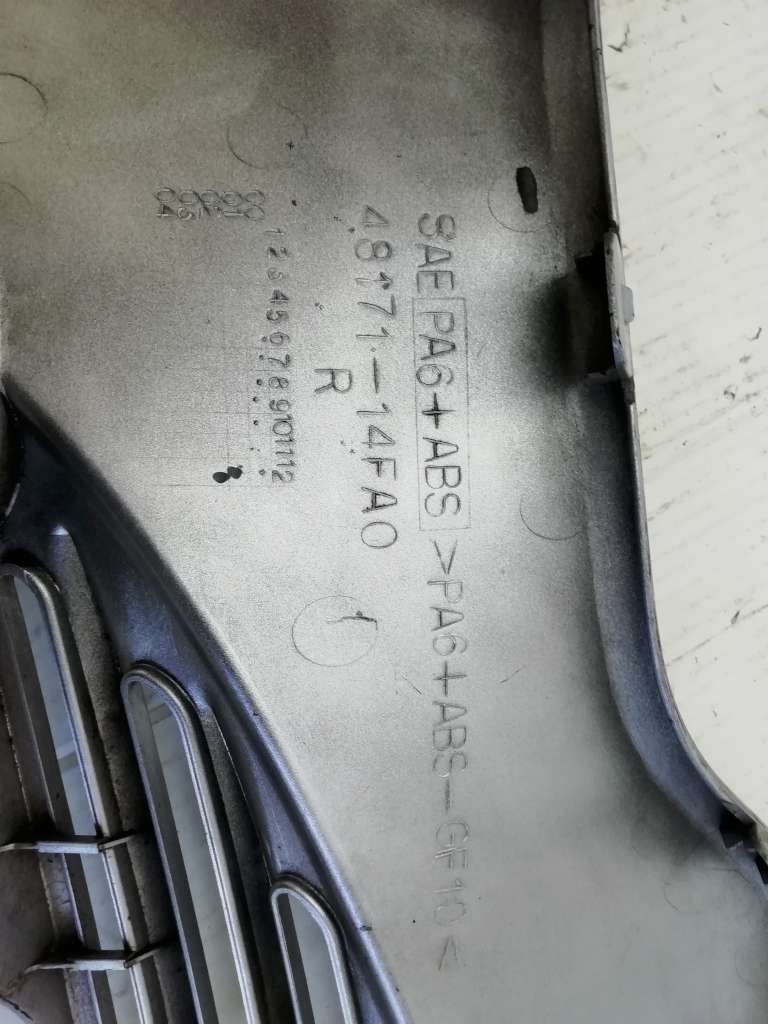 SAE PA6+ABS >PA6+ABS-GF10<
48171-14FA0
R
1 2 3 4 5 6 7 8 9 10 11 12